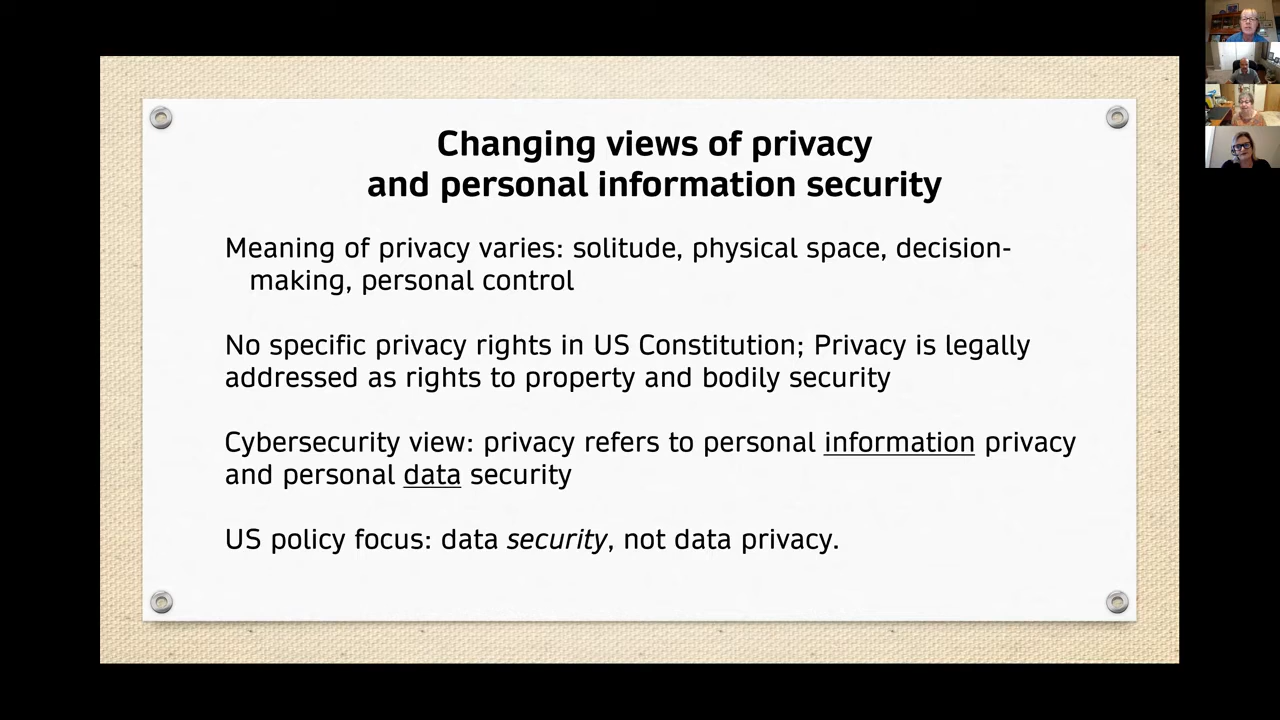 Changing views of privacy
and personal information security
Meaning of privacy varies: solitude, physical space, decision-
making, personal control
No specific privacy rights in US Constitution; Privacy is legally
addressed as rights to property and bodily security
Cybersecurity view: privacy refers to personal information privacy
and personal data security
US policy focus: data security, not data privacy.